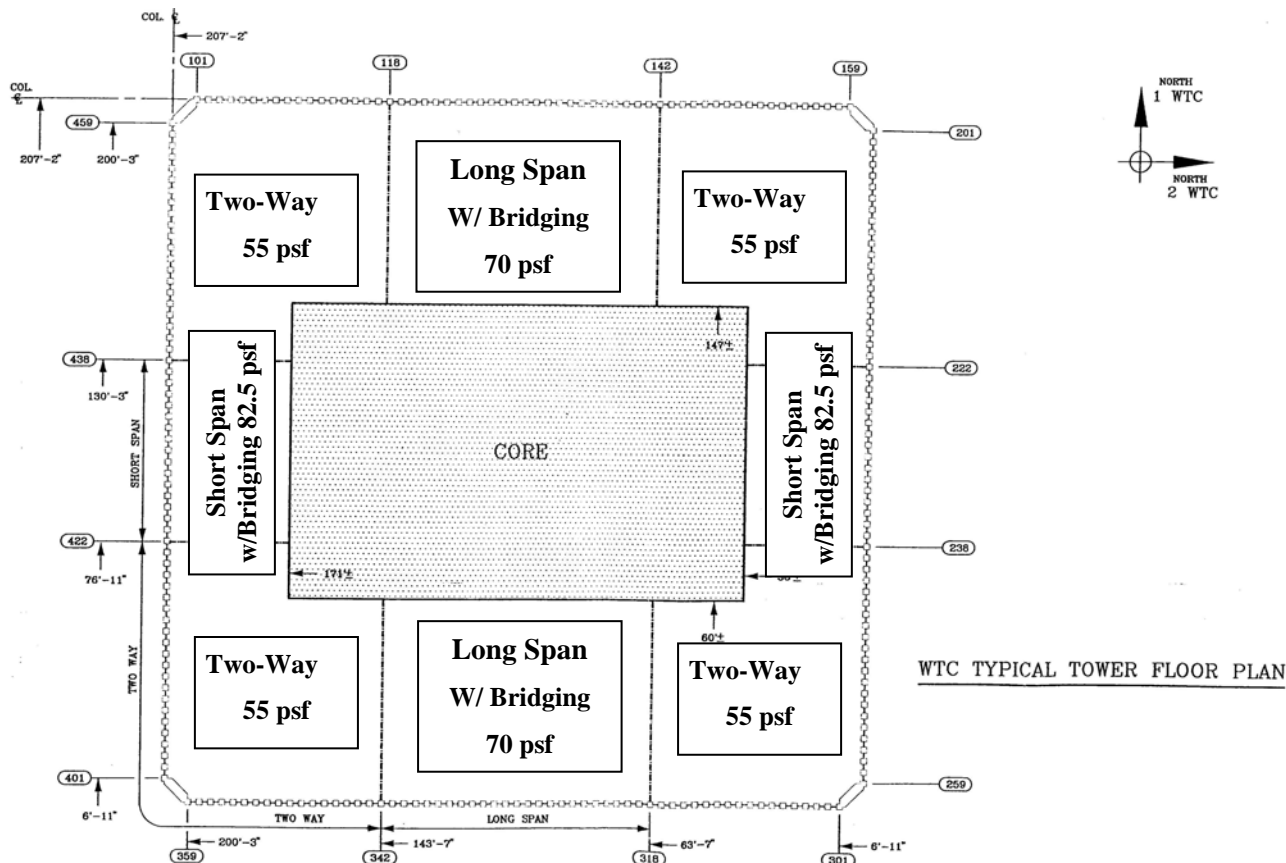 COL. ℄
207'-2"
101
118
142
159
NORTH
1 WTC
COL.
℄
459
201
207'-2"
200'-3"
NORTH
2 WTC
Two-Way
55 psf
Long Span
W/ Bridging
70 psf
Two-Way
55 psf
147'±
438
222
130'-3"
SHORT SPAN
Short Span
w/Bridging 82.5 psf
CORE
Short Span
w/Bridging 82.5 psf
422
238
76'-11"
171'±
60'±
TWO WAY
Two-Way
55 psf
Long Span
W/ Bridging
70 psf
Two-Way
55 psf
WTC TYPICAL TOWER FLOOR PLAN
401
259
6'-11"
TWO WAY
LONG SPAN
200'-3"
143'-7"
63'-7"
6'-11"
359
342
318
301